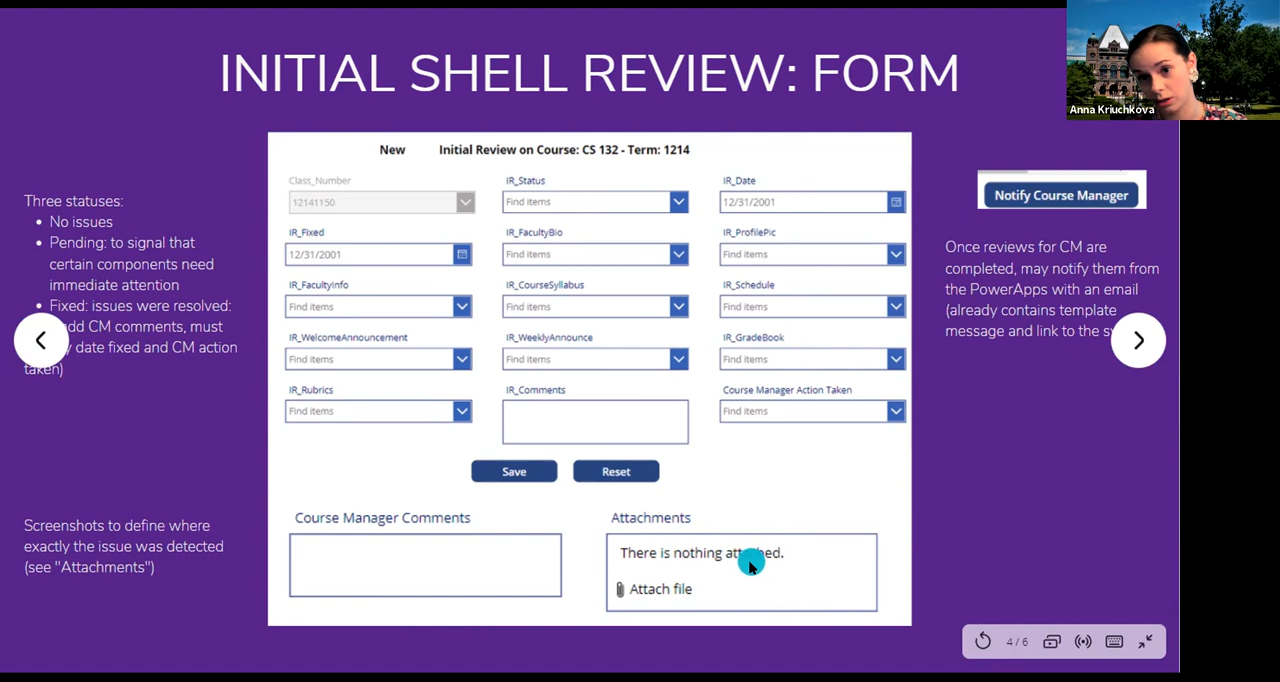 INITIAL SHELL REVIEW: FORM
Anna Kriuchkova
Three statuses:
No issues
Pending: to signal that
certain components need
immediate attention
Fixed: issues were resolved:
add CM comments, must
date fixed and CM action
taken)
Screenshots to define where
exactly the issue was detected
(see "Attachments")
New Initial Review on Course: CS 132 - Term: 1214
Class_Number IR_Status IR_Date
12141150 Find items 12/31/2001
IR_Fixed IR_FacultyBio IR_ProfilePic
12/31/2001 Find items Find items
IR_FacultyInfo IR_CourseSyllabus IR_Schedule
Find items Find items Find items
IR_WelcomeAnnouncement IR_WeeklyAnnounce IR_GradeBook
Find items Find items Find items
IR_Rubrics IR_Comments Course Manager Action Taken
Find items Find items
Save Reset
Course Manager Comments Attachments
There is nothing attached.
Attach file
Notify Course Manager
Once reviews for CM are
completed, may notify them from
the PowerApps with an email
(already contains template
message and link to the
4 / 6